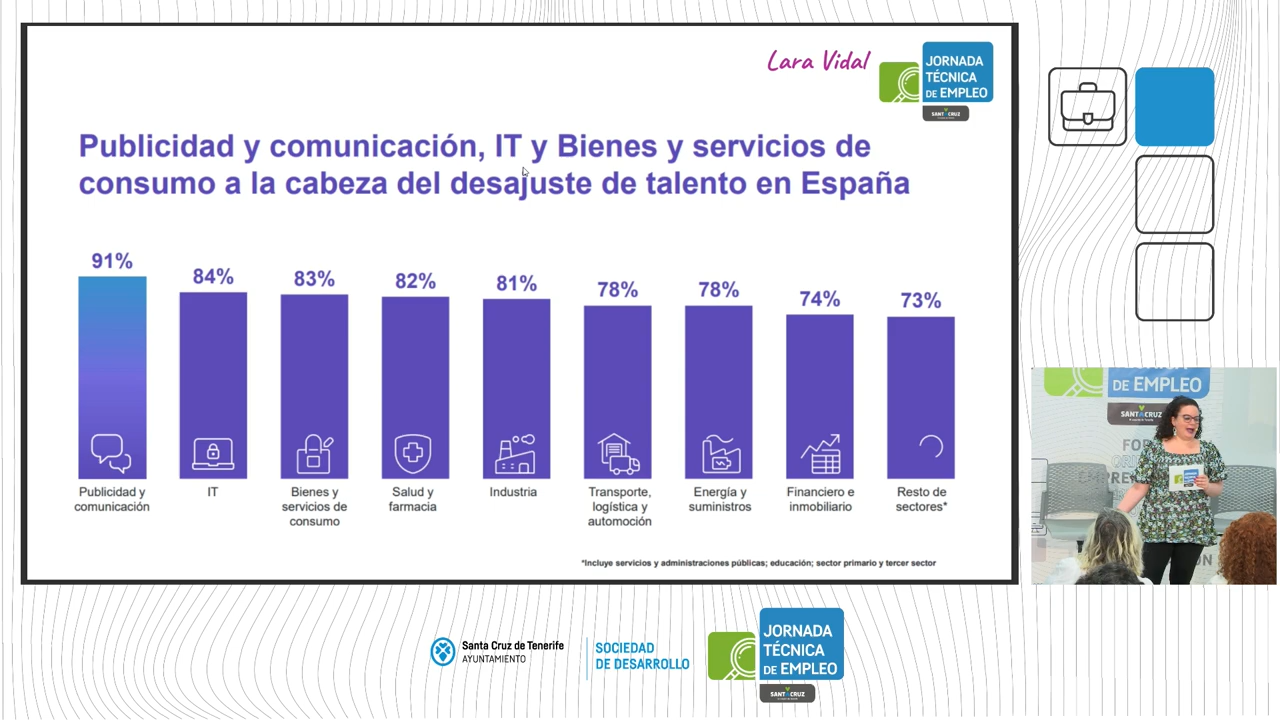 Lara Vidal
JORNADA
TÉCNICA
DE EMPLEO
SANTACRUZ
Publicidad y comunicación, IT y Bienes y servicios de
consumo a la cabeza del desajuste de talento en España
91%
84%
83%
82%
81%
78%
78%
74%
73%
Publicidad y
comunicación
IT
Bienes y
servicios de
consumo
Salud y
farmacia
Industria
Transporte,
logística y
automoción
Energía y
suministros
Financiero e
inmobiliario
Resto de
sectores*
*Incluye servicios y administraciones públicas; educación; sector primario y tercer sector
DE EMPLEO
SANTACRUZ
Santa Cruz de Tenerife
AYUNTAMIENTO
SOCIEDAD
DE DESARROLLO
JORNADA
TÉCNICA
DE EMPLEO
SANTACRUZ